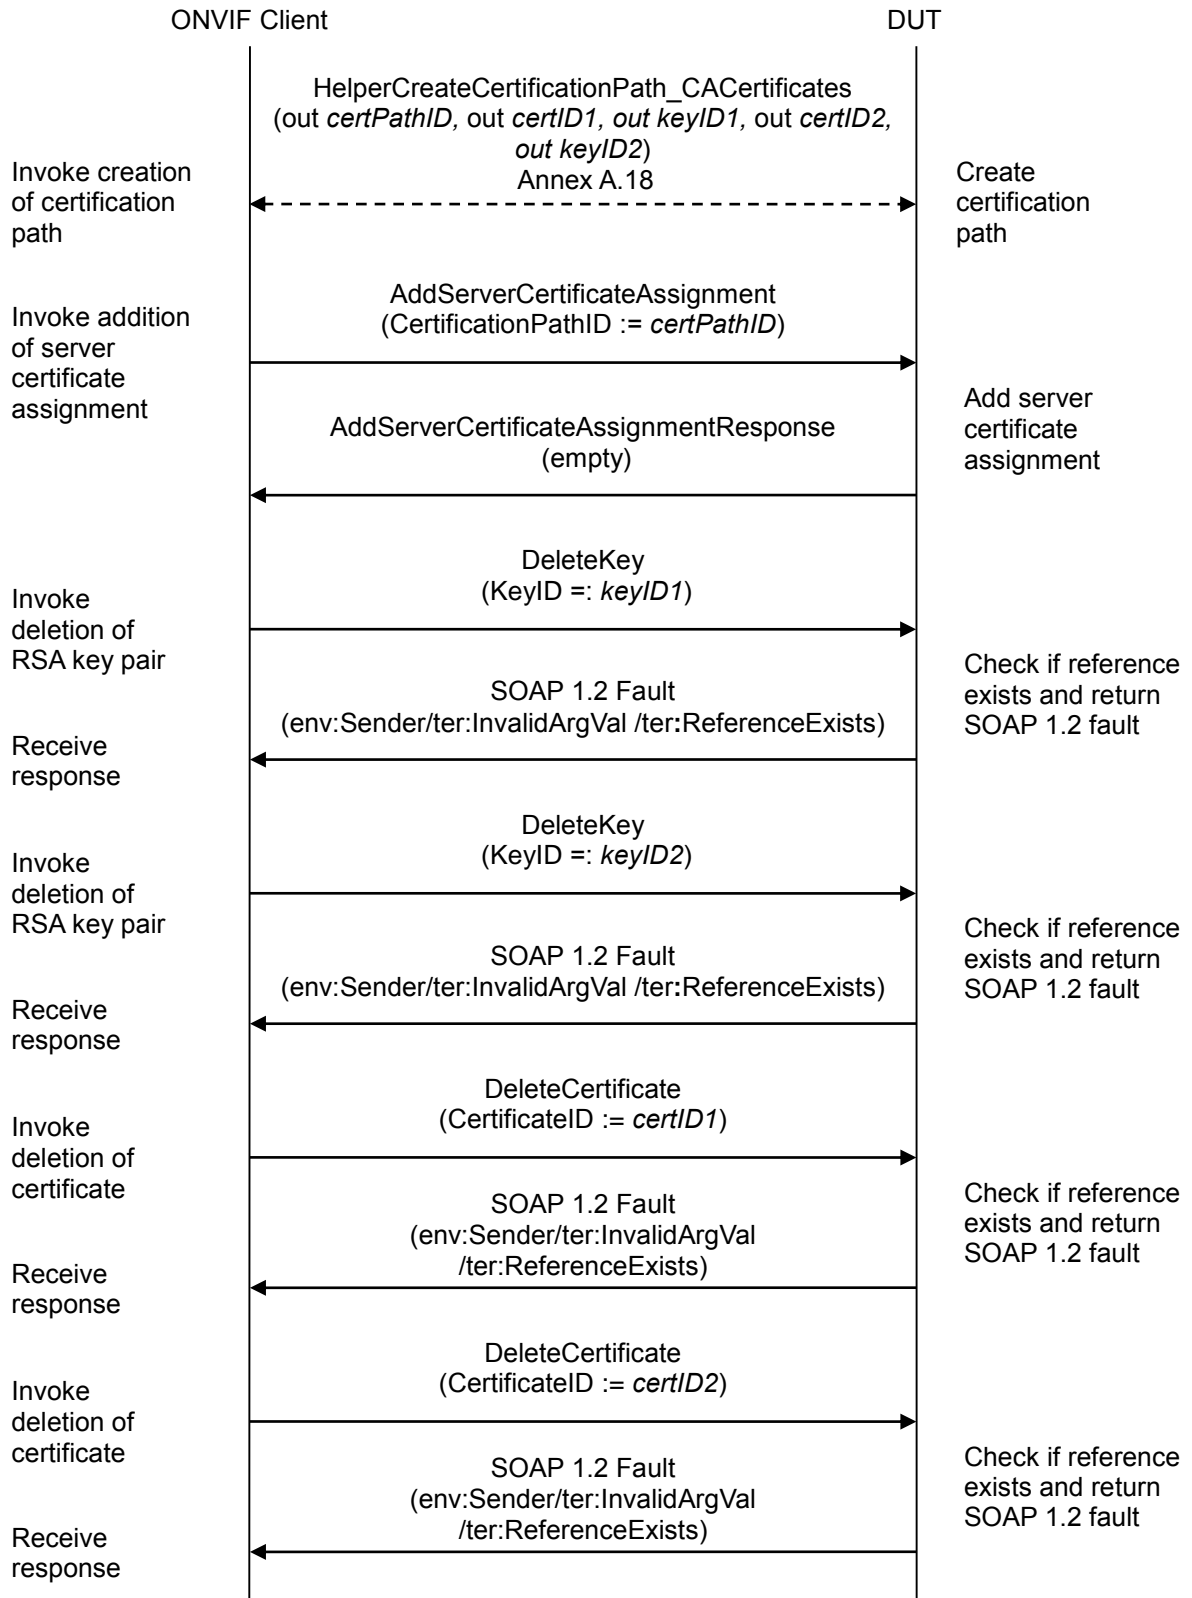 ONVIF Client
DUT
HelperCreateCertificationPath_CACertificates
(out certPathID, out certID1, out keyID1, out certID2,
out keyID2)
Annex A.18
Invoke creation
of certification
path
Create
certification
path
AddServerCertificateAssignment
(CertificationPathID := certPathID)
Invoke addition
of server
certificate
assignment
AddServerCertificateAssignmentResponse
(empty)
Add server
certificate
assignment
DeleteKey
(KeyID =: keyID1)
Invoke
deletion of
RSA key pair
SOAP 1.2 Fault
(env:Sender/ter:InvalidArgVal /ter:ReferenceExists)
Check if reference
exists and return
SOAP 1.2 fault
Receive
response
DeleteKey
(KeyID =: keyID2)
Invoke
deletion of
RSA key pair
SOAP 1.2 Fault
(env:Sender/ter:InvalidArgVal /ter:ReferenceExists)
Check if reference
exists and return
SOAP 1.2 fault
Receive
response
DeleteCertificate
(CertificateID := certID1)
Invoke
deletion of
certificate
SOAP 1.2 Fault
(env:Sender/ter:InvalidArgVal
/ter:ReferenceExists)
Check if reference
exists and return
SOAP 1.2 fault
Receive
response
DeleteCertificate
(CertificateID := certID2)
Invoke
deletion of
certificate
SOAP 1.2 Fault
(env:Sender/ter:InvalidArgVal
/ter:ReferenceExists)
Check if reference
exists and return
SOAP 1.2 fault
Receive
response